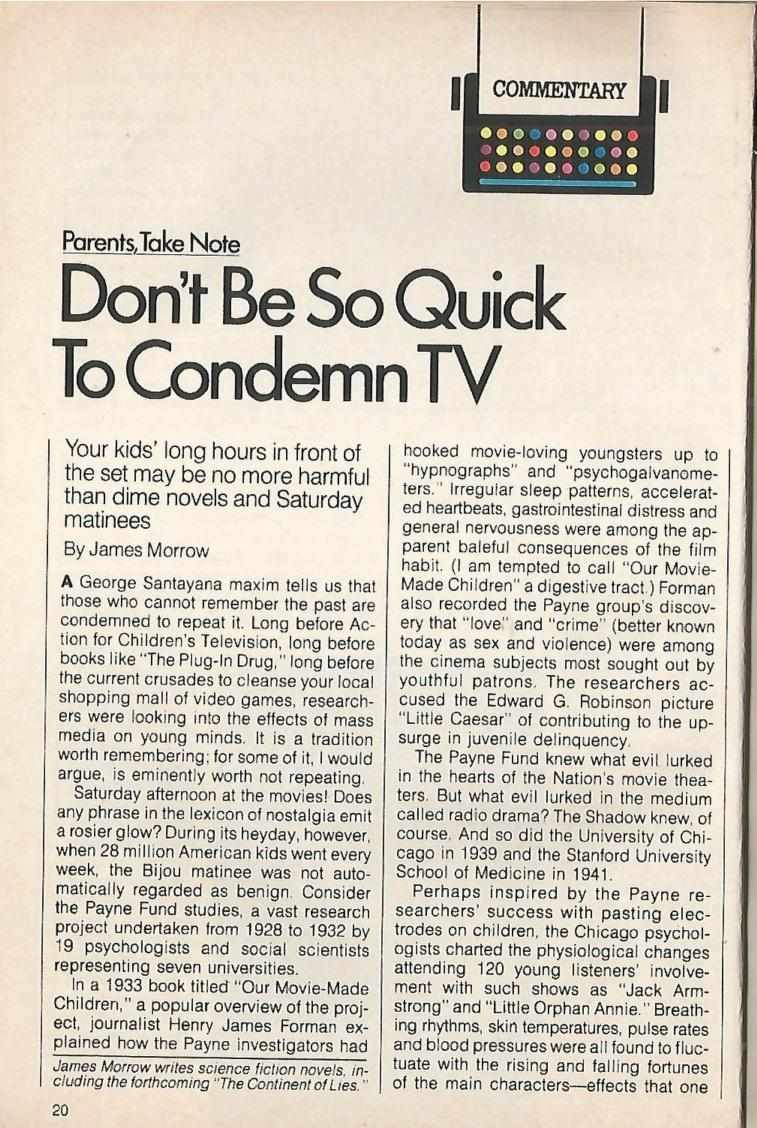 COMMENTARY
Parents, Take Note
Don't Be So Quick
To Condemn TV
Your kids' long hours in front of
the set may be no more harmful
than dime novels and Saturday
matinees
By James Morrow
A George Santayana maxim tells us that
those who cannot remember the past are
condemned to repeat it. Long before Ac-
tion for Children's Television, long before
books like "The Plug-In Drug," long before
the current crusades to cleanse your local
shopping mall of video games, research-
ers were looking into the effects of mass
media on young minds. It is a tradition
worth remembering; for some of it, I would
argue, is eminently worth not repeating.
Saturday afternoon at the movies! Does
any phrase in the lexicon of nostalgia emit
a rosier glow? During its heyday, however,
when 28 million American kids went every
week, the Bijou matinee was not auto-
matically regarded as benign. Consider
the Payne Fund studies, a vast research
project undertaken from 1928 to 1932 by
19 psychologists and social scientists
representing seven universities.
In a 1933 book titled "Our Movie-Made
Children," a popular overview of the proj-
ect, journalist Henry James Forman ex-
plained how the Payne investigators had
James Morrow writes science fiction novels, in-
cluding the forthcoming "The Continent of Lies."
20
hooked movie-loving youngsters up to
"hypnographs" and "psychogalvanome-
ters." Irregular sleep patterns, accelerat-
ed heartbeats, gastrointestinal distress and
general nervousness were among the ap-
parent baleful consequences of the film
habit. (I am tempted to call "Our Movie-
Made Children" a digestive tract.) Forman
also recorded the Payne group's discov-
ery that "love" and "crime" (better known
today as sex and violence) were among
the cinema subjects most sought out by
youthful patrons. The researchers ac-
cused the Edward G. Robinson picture
"Little Caesar" of contributing to the up-
surge in juvenile delinquency.
The Payne Fund knew what evil lurked
in the hearts of the Nation's movie thea-
ters. But what evil lurked in the medium
called radio drama? The Shadow knew, of
course. And so did the University of Chi-
cago in 1939 and the Stanford University
School of Medicine in 1941.
Perhaps inspired by the Payne re-
searchers' success with pasting elec-
trodes on children, the Chicago psychol-
ogists charted the physiological changes
attending 120 young listeners' involve-
ment with such shows as "Jack Arm-
strong" and "Little Orphan Annie." Breath-
ing rhythms, skin temperatures, pulse rates
and blood pressures were all found to fluc-
tuate with the rising and falling fortunes
of the main characters—effects that one